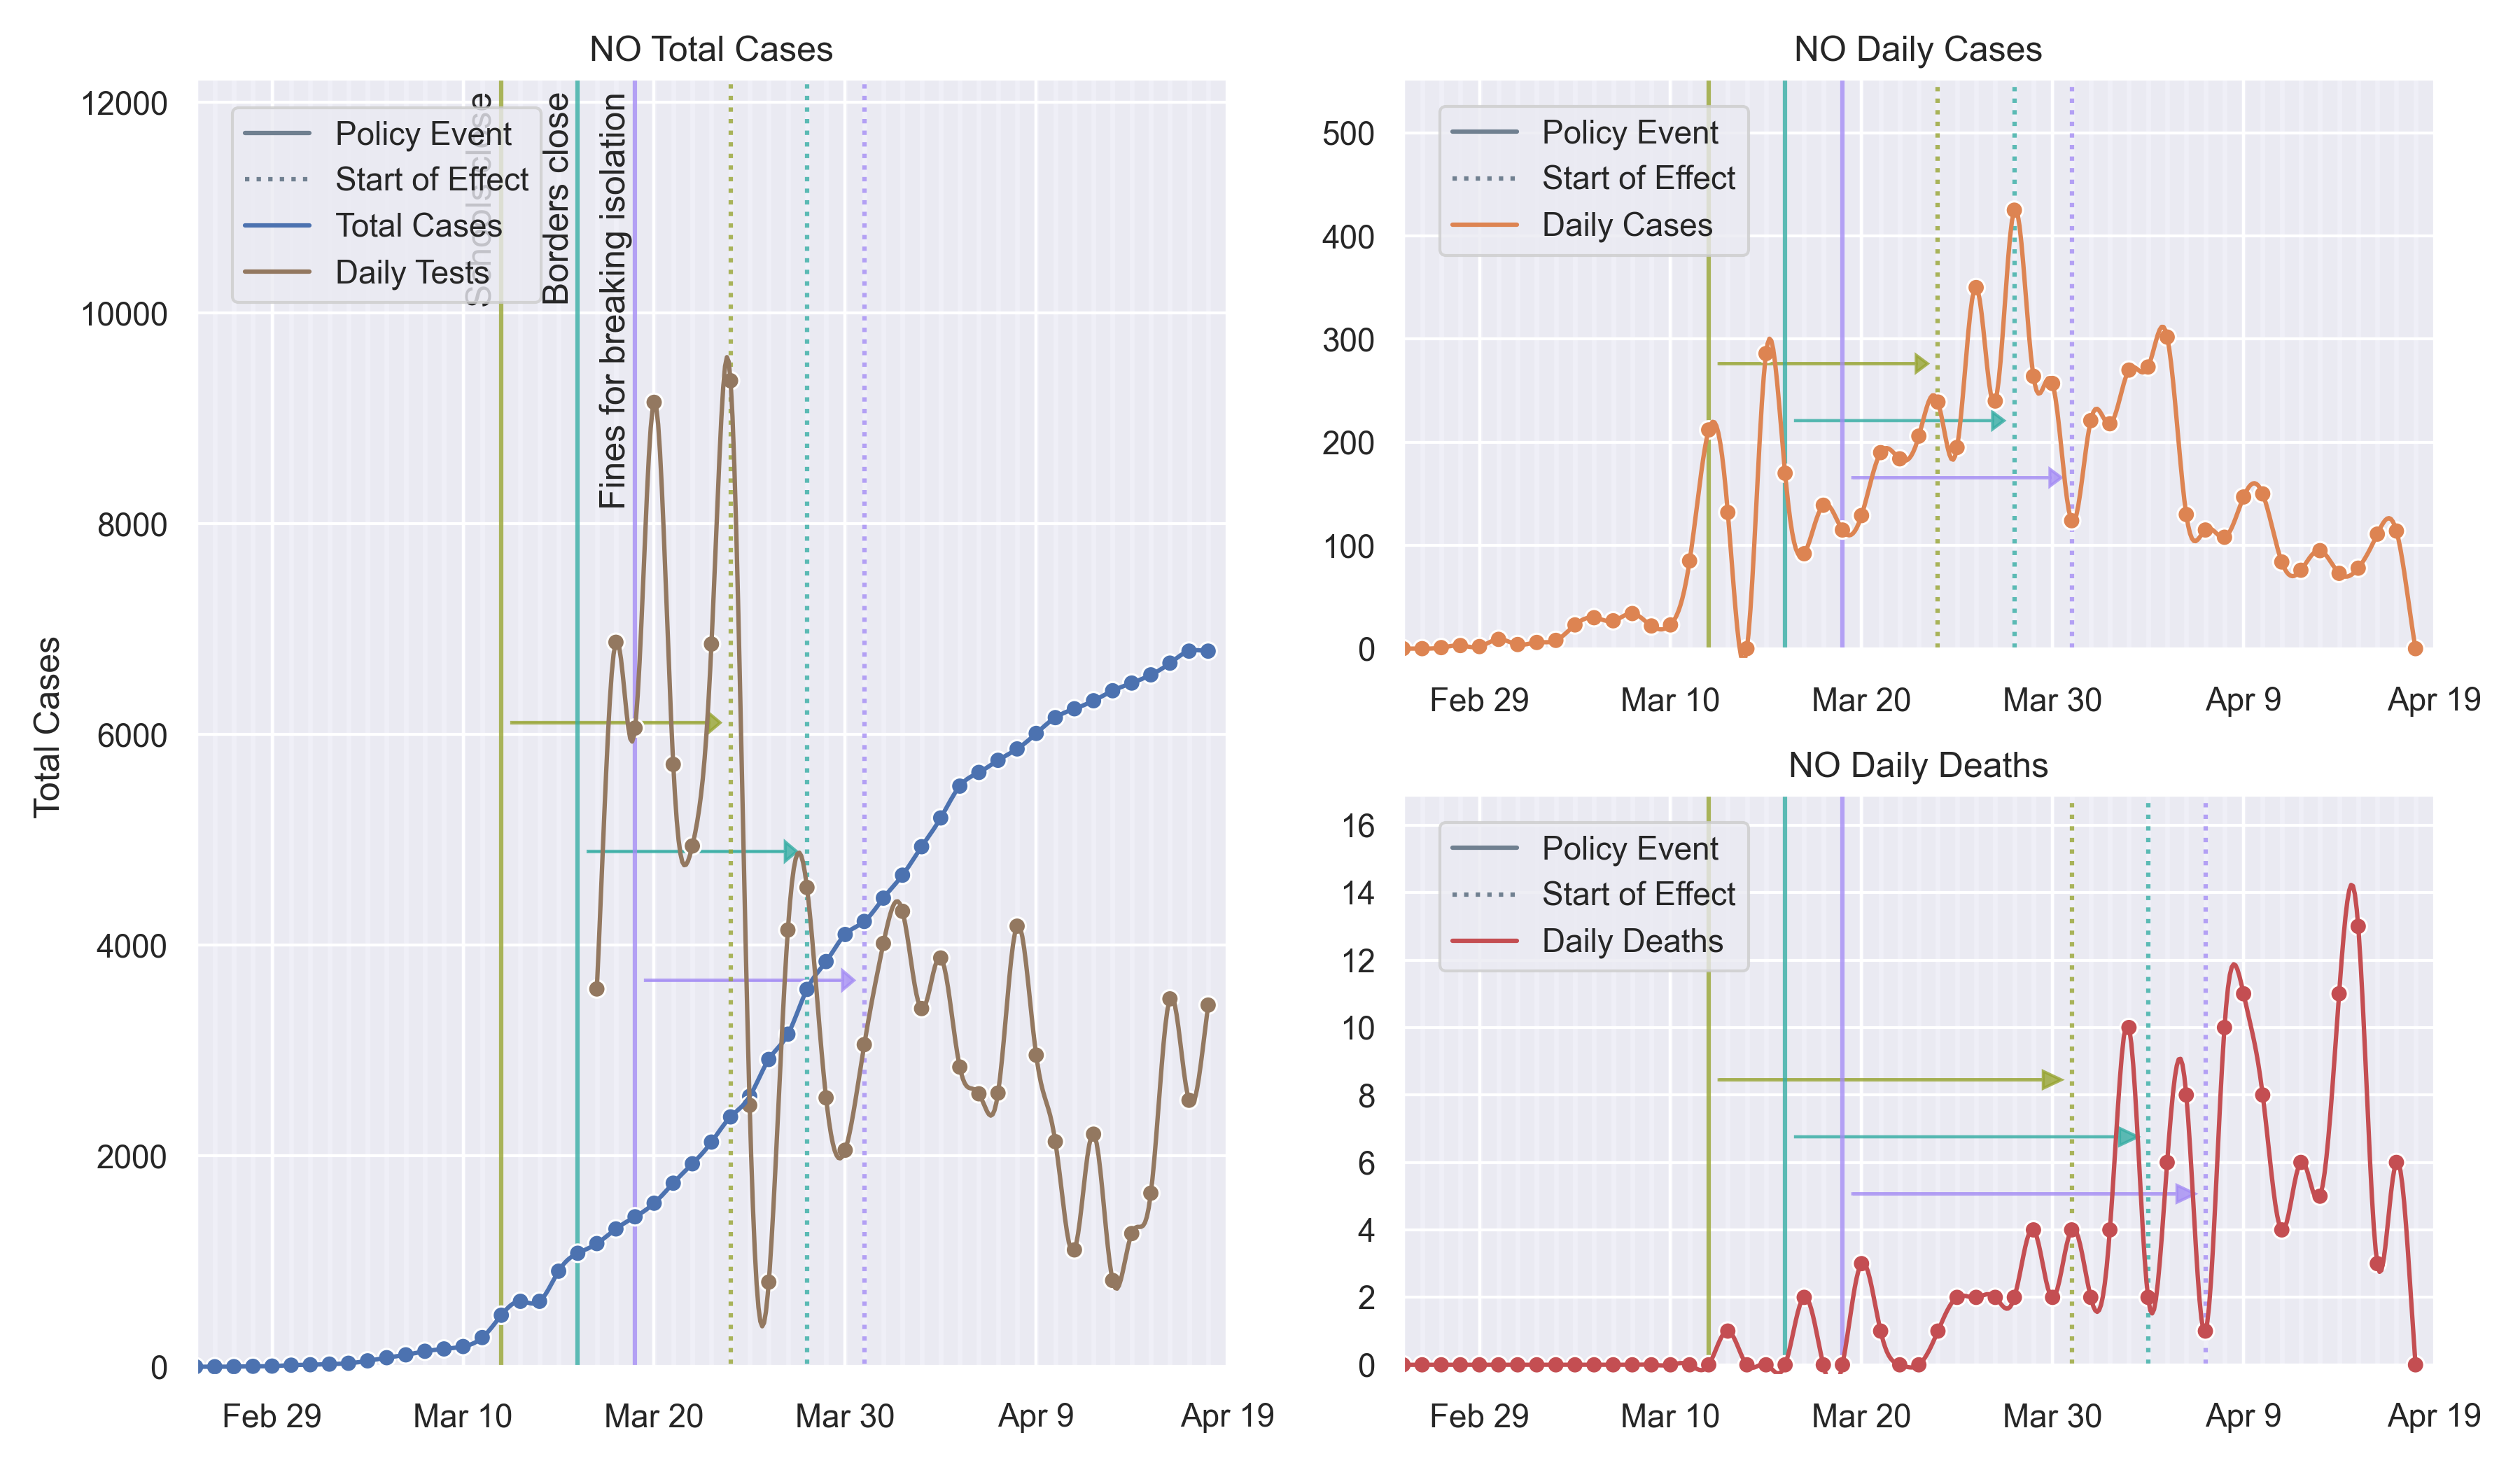 NO Total Cases
Total Cases
12000
10000
8000
6000
4000
2000
0
Feb 29
Mar 10
Mar 20
Mar 30
Apr 9
Apr 19
Policy Event
Start of Effect
Total Cases
Daily Tests
Schools close
Borders close
Fines for breaking isolation
NO Daily Cases
500
400
300
200
100
0
Feb 29
Mar 10
Mar 20
Mar 30
Apr 9
Apr 19
Policy Event
Start of Effect
Daily Cases
NO Daily Deaths
16
14
12
10
8
6
4
2
0
Feb 29
Mar 10
Mar 20
Mar 30
Apr 9
Apr 19
Policy Event
Start of Effect
Daily Deaths